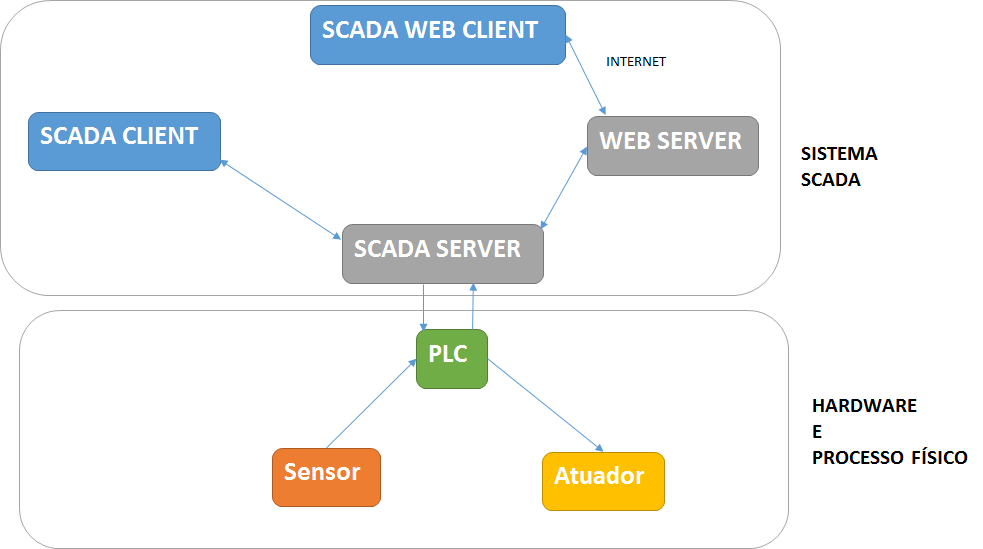 SCADA WEB CLIENT
INTERNET
SCADA CLIENT
WEB SERVER
SISTEMA
SCADA
SCADA SERVER
PLC
HARDWARE
E
PROCESSO FÍSICO
Sensor
Atuador